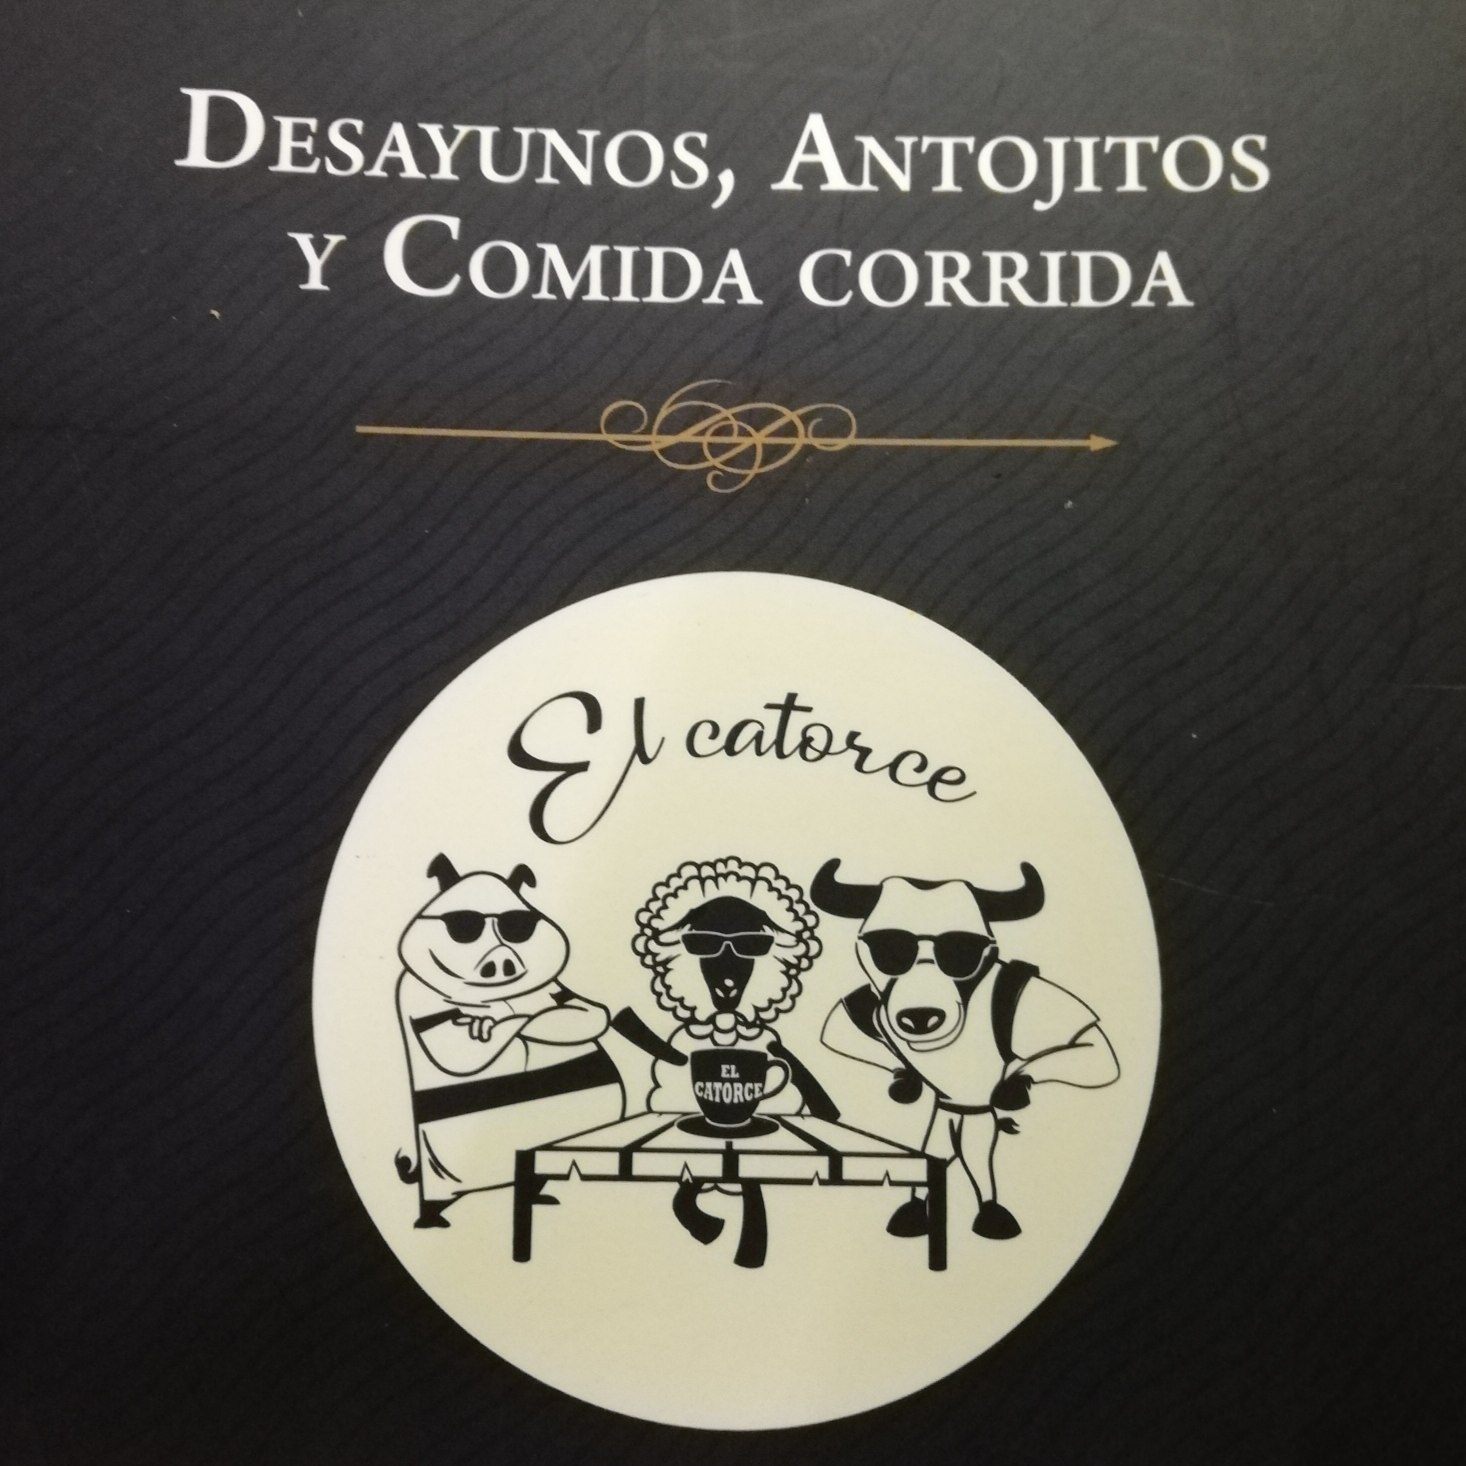 Desayunos, Antojitos
y Comida corrida
El catorce
EL
CATORCE